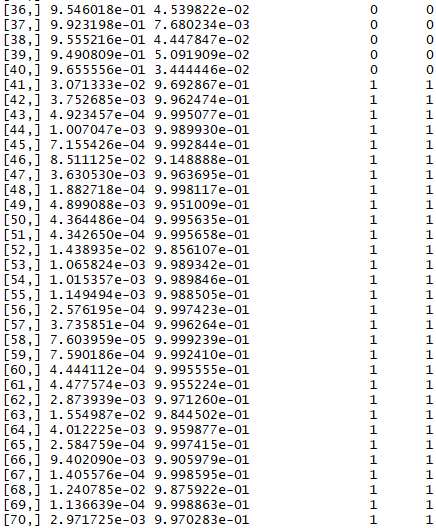 [36,] 9.546018e-01 4.539822e-02 0 0
[37,] 9.923198e-01 7.680234e-03 0 0
[38,] 9.555216e-01 4.447847e-02 0 0
[39,] 9.490809e-01 5.091909e-02 0 0
[40,] 9.655556e-01 3.444446e-02 0 0
[41,] 3.071333e-02 9.692867e-01 1 1
[42,] 3.752685e-03 9.962474e-01 1 1
[43,] 4.923457e-04 9.995077e-01 1 1
[44,] 1.007047e-03 9.989930e-01 1 1
[45,] 7.155426e-04 9.992844e-01 1 1
[46,] 8.511125e-02 9.148888e-01 1 1
[47,] 3.630530e-03 9.963695e-01 1 1
[48,] 1.882718e-04 9.998117e-01 1 1
[49,] 4.899088e-03 9.951009e-01 1 1
[50,] 4.364486e-04 9.995635e-01 1 1
[51,] 4.342650e-04 9.995658e-01 1 1
[52,] 1.438935e-02 9.856107e-01 1 1
[53,] 1.065824e-03 9.989342e-01 1 1
[54,] 1.015357e-03 9.989846e-01 1 1
[55,] 1.149494e-03 9.988505e-01 1 1
[56,] 2.576195e-04 9.997423e-01 1 1
[57,] 3.735851e-04 9.996264e-01 1 1
[58,] 7.603959e-05 9.999239e-01 1 1
[59,] 7.590186e-04 9.992410e-01 1 1
[60,] 4.444112e-04 9.995555e-01 1 1
[61,] 4.477574e-03 9.955224e-01 1 1
[62,] 2.873939e-03 9.971260e-01 1 1
[63,] 1.554987e-02 9.844502e-01 1 1
[64,] 4.012225e-03 9.959877e-01 1 1
[65,] 2.584759e-04 9.997415e-01 1 1
[66,] 9.402090e-03 9.905979e-01 1 1
[67,] 1.405576e-04 9.998595e-01 1 1
[68,] 1.240785e-02 9.875922e-01 1 1
[69,] 1.136639e-04 9.998863e-01 1 1
[70,] 2.971725e-03 9.970283e-01 1 1